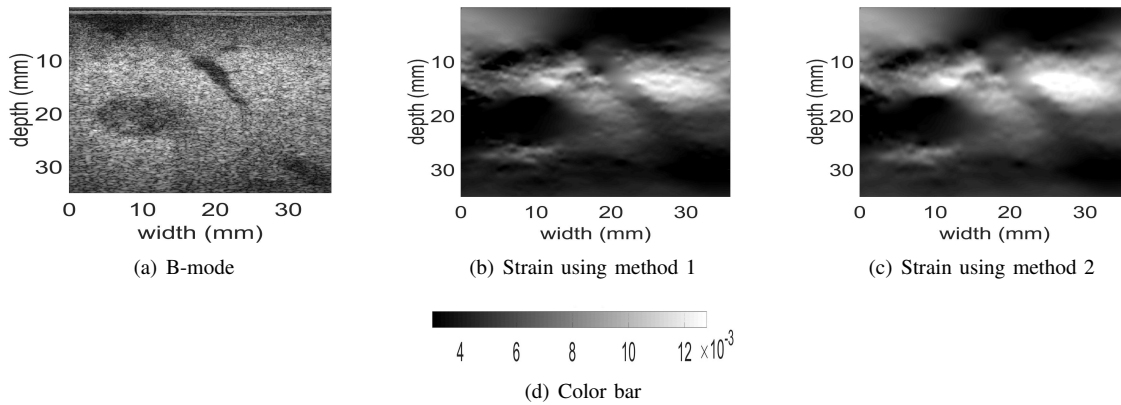 depth (mm)
10
20
30
0 10 20 30
width (mm)
(a) B-mode
depth (mm)
10
20
30
0 10 20 30
width (mm)
(b) Strain using method 1
depth (mm)
10
20
30
0 10 20 30
width (mm)
(c) Strain using method 2
4 6 8 10 12 ×10-3
(d) Color bar